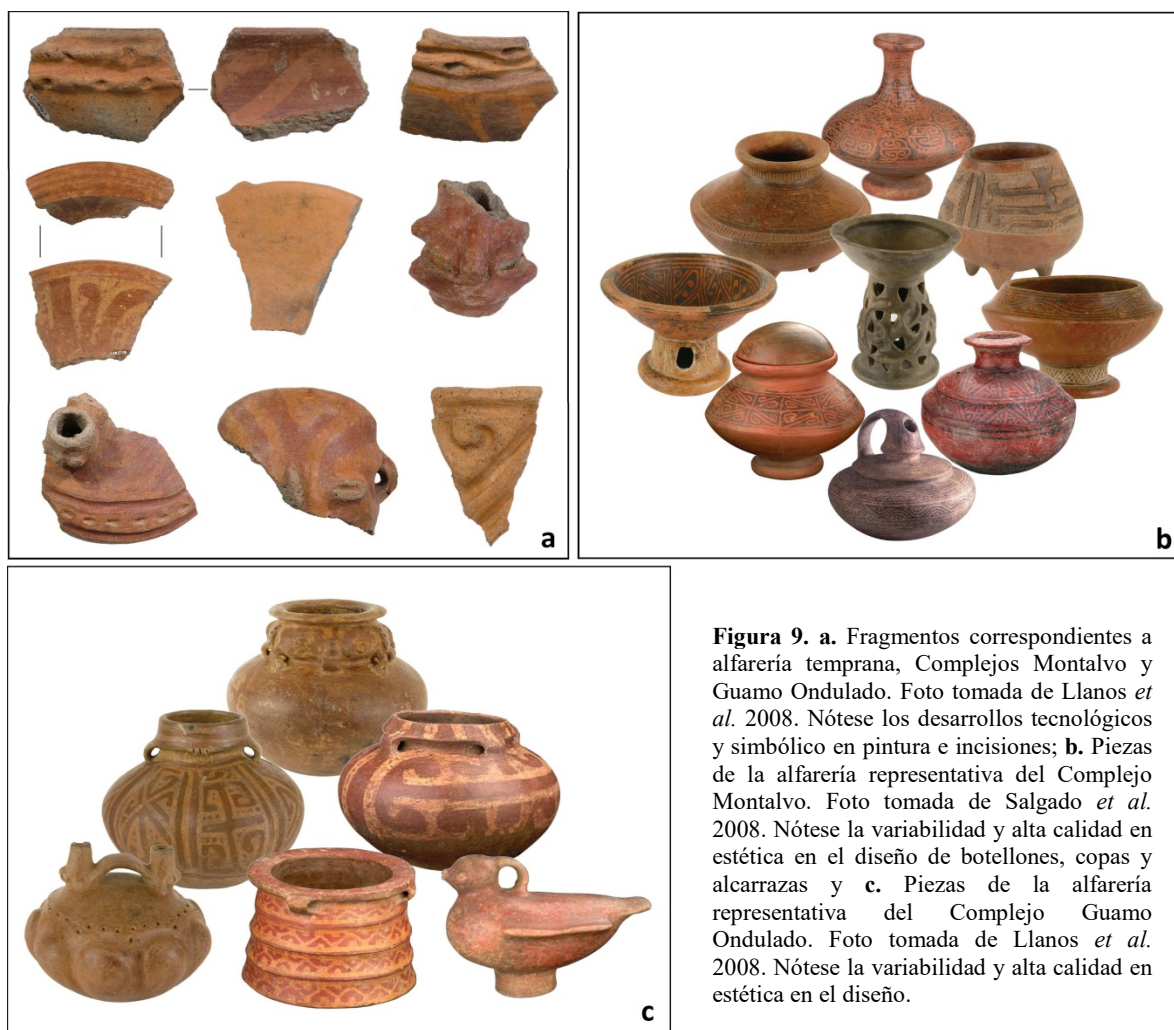 a
b
c
Figura 9. a. Fragmentos correspondientes a
alfarería temprana, Complejos Montalvo y
Guamo Ondulado. Foto tomada de Llanos et
al. 2008. Nótese los desarrollos tecnológicos
y simbólico en pintura e incisiones; b. Piezas
de la alfarería representativa del Complejo
Montalvo. Foto tomada de Salgado et al.
2008. Nótese la variabilidad y alta calidad en
estética en el diseño de botellones, copas y
alcarrazas y c. Piezas de la alfarería
representativa del Complejo Guamo
Ondulado. Foto tomada de Llanos et al.
2008. Nótese la variabilidad y alta calidad en
estética en el diseño.